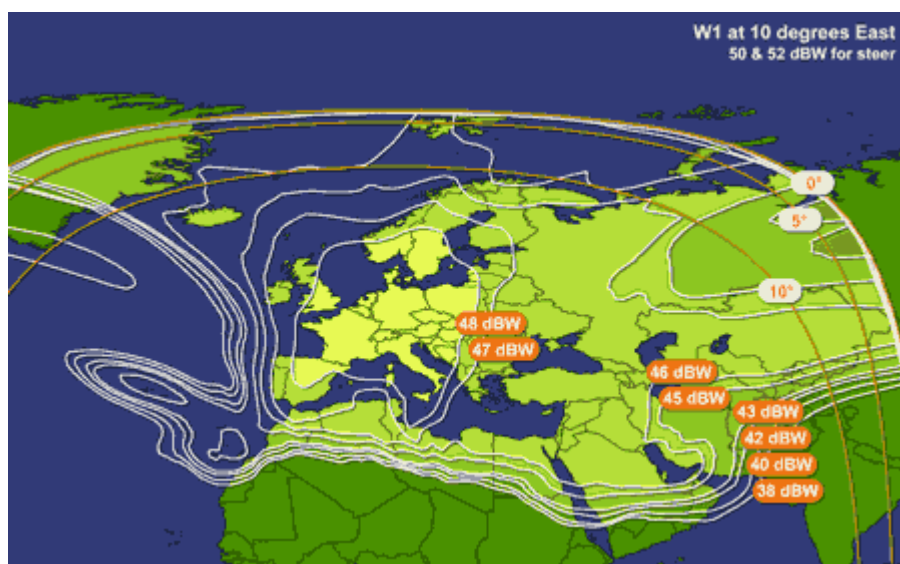 W1 at 10 degrees East
50 & 52 dBW for steer
0°
5°
10°
48 dBW
47 dBW
46 dBW
45 dBW
43 dBW
42 dBW
40 dBW
38 dBW